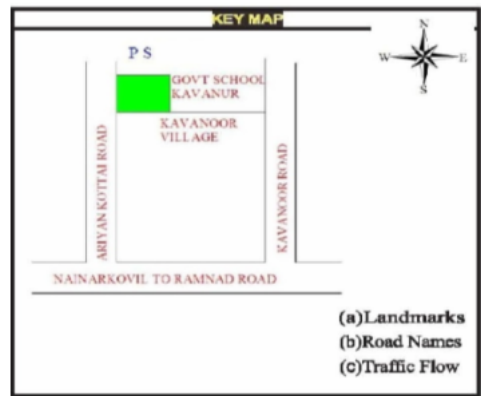 KEY MAP
N
P S
W
E
S
GOVT SCHOOL
KAVANUR
KAVANOOR
VILLAGE
ARIYAN KOTTAI ROAD
KAVANOOR ROAD
NAINARKOVIL TO RAMNAD ROAD
(a)Landmarks
(b)Road Names
(c)Traffic Flow